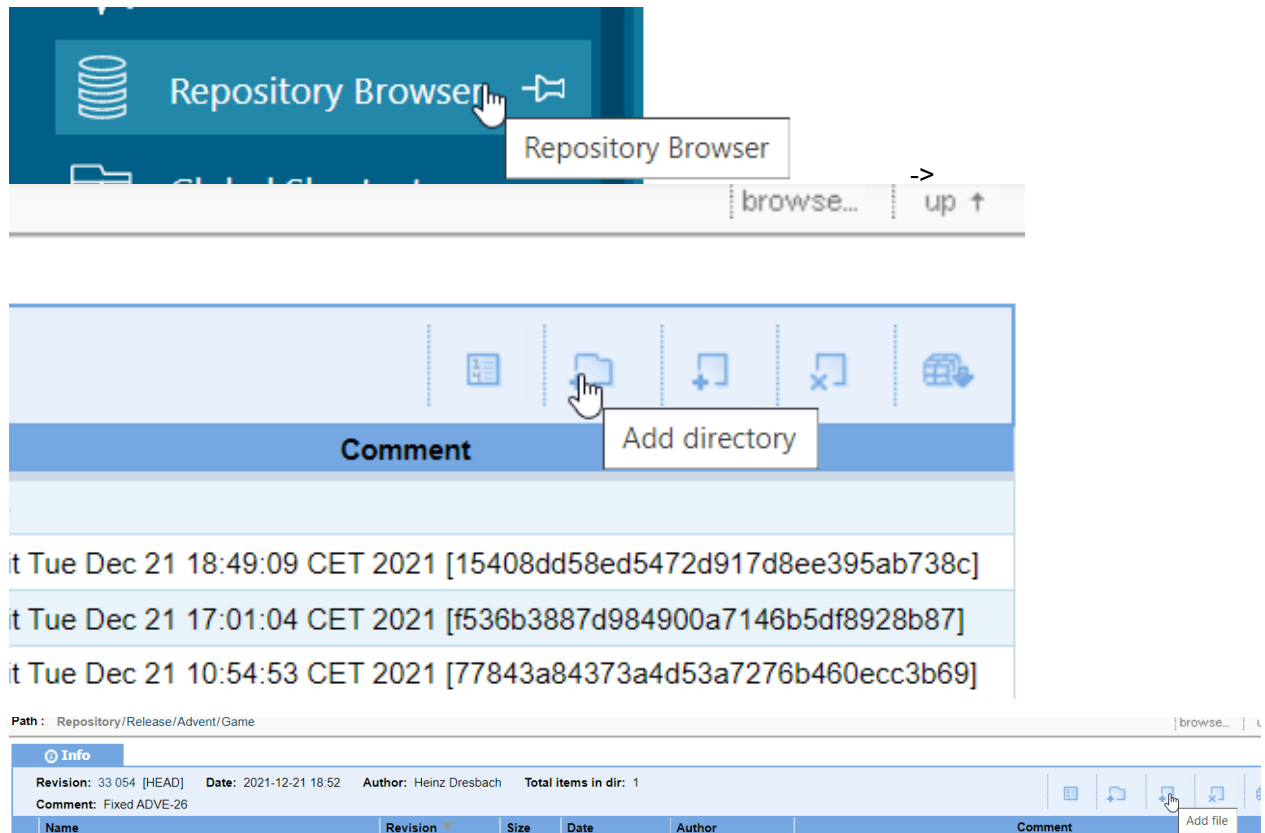 Repository Browser
Repository Browser
->
browse... up ↑
Add directory
Comment
it Tue Dec 21 18:49:09 CET 2021 [15408dd58ed5472d917d8ee395ab738c]
it Tue Dec 21 17:01:04 CET 2021 [f536b3887d984900a7146b5df8928b87]
it Tue Dec 21 10:54:53 CET 2021 [77843a84373a4d53a7276b460ecc3b69]
Path : Repository/Release/Advent/Game browse... u
Info
Revision: 33 054 [HEAD] Date: 2021-12-21 18:52 Author: Heinz Dresbach Total items in dir: 1
Comment: Fixed ADVE-26
Add file
Name Revision Size Date Author Comment